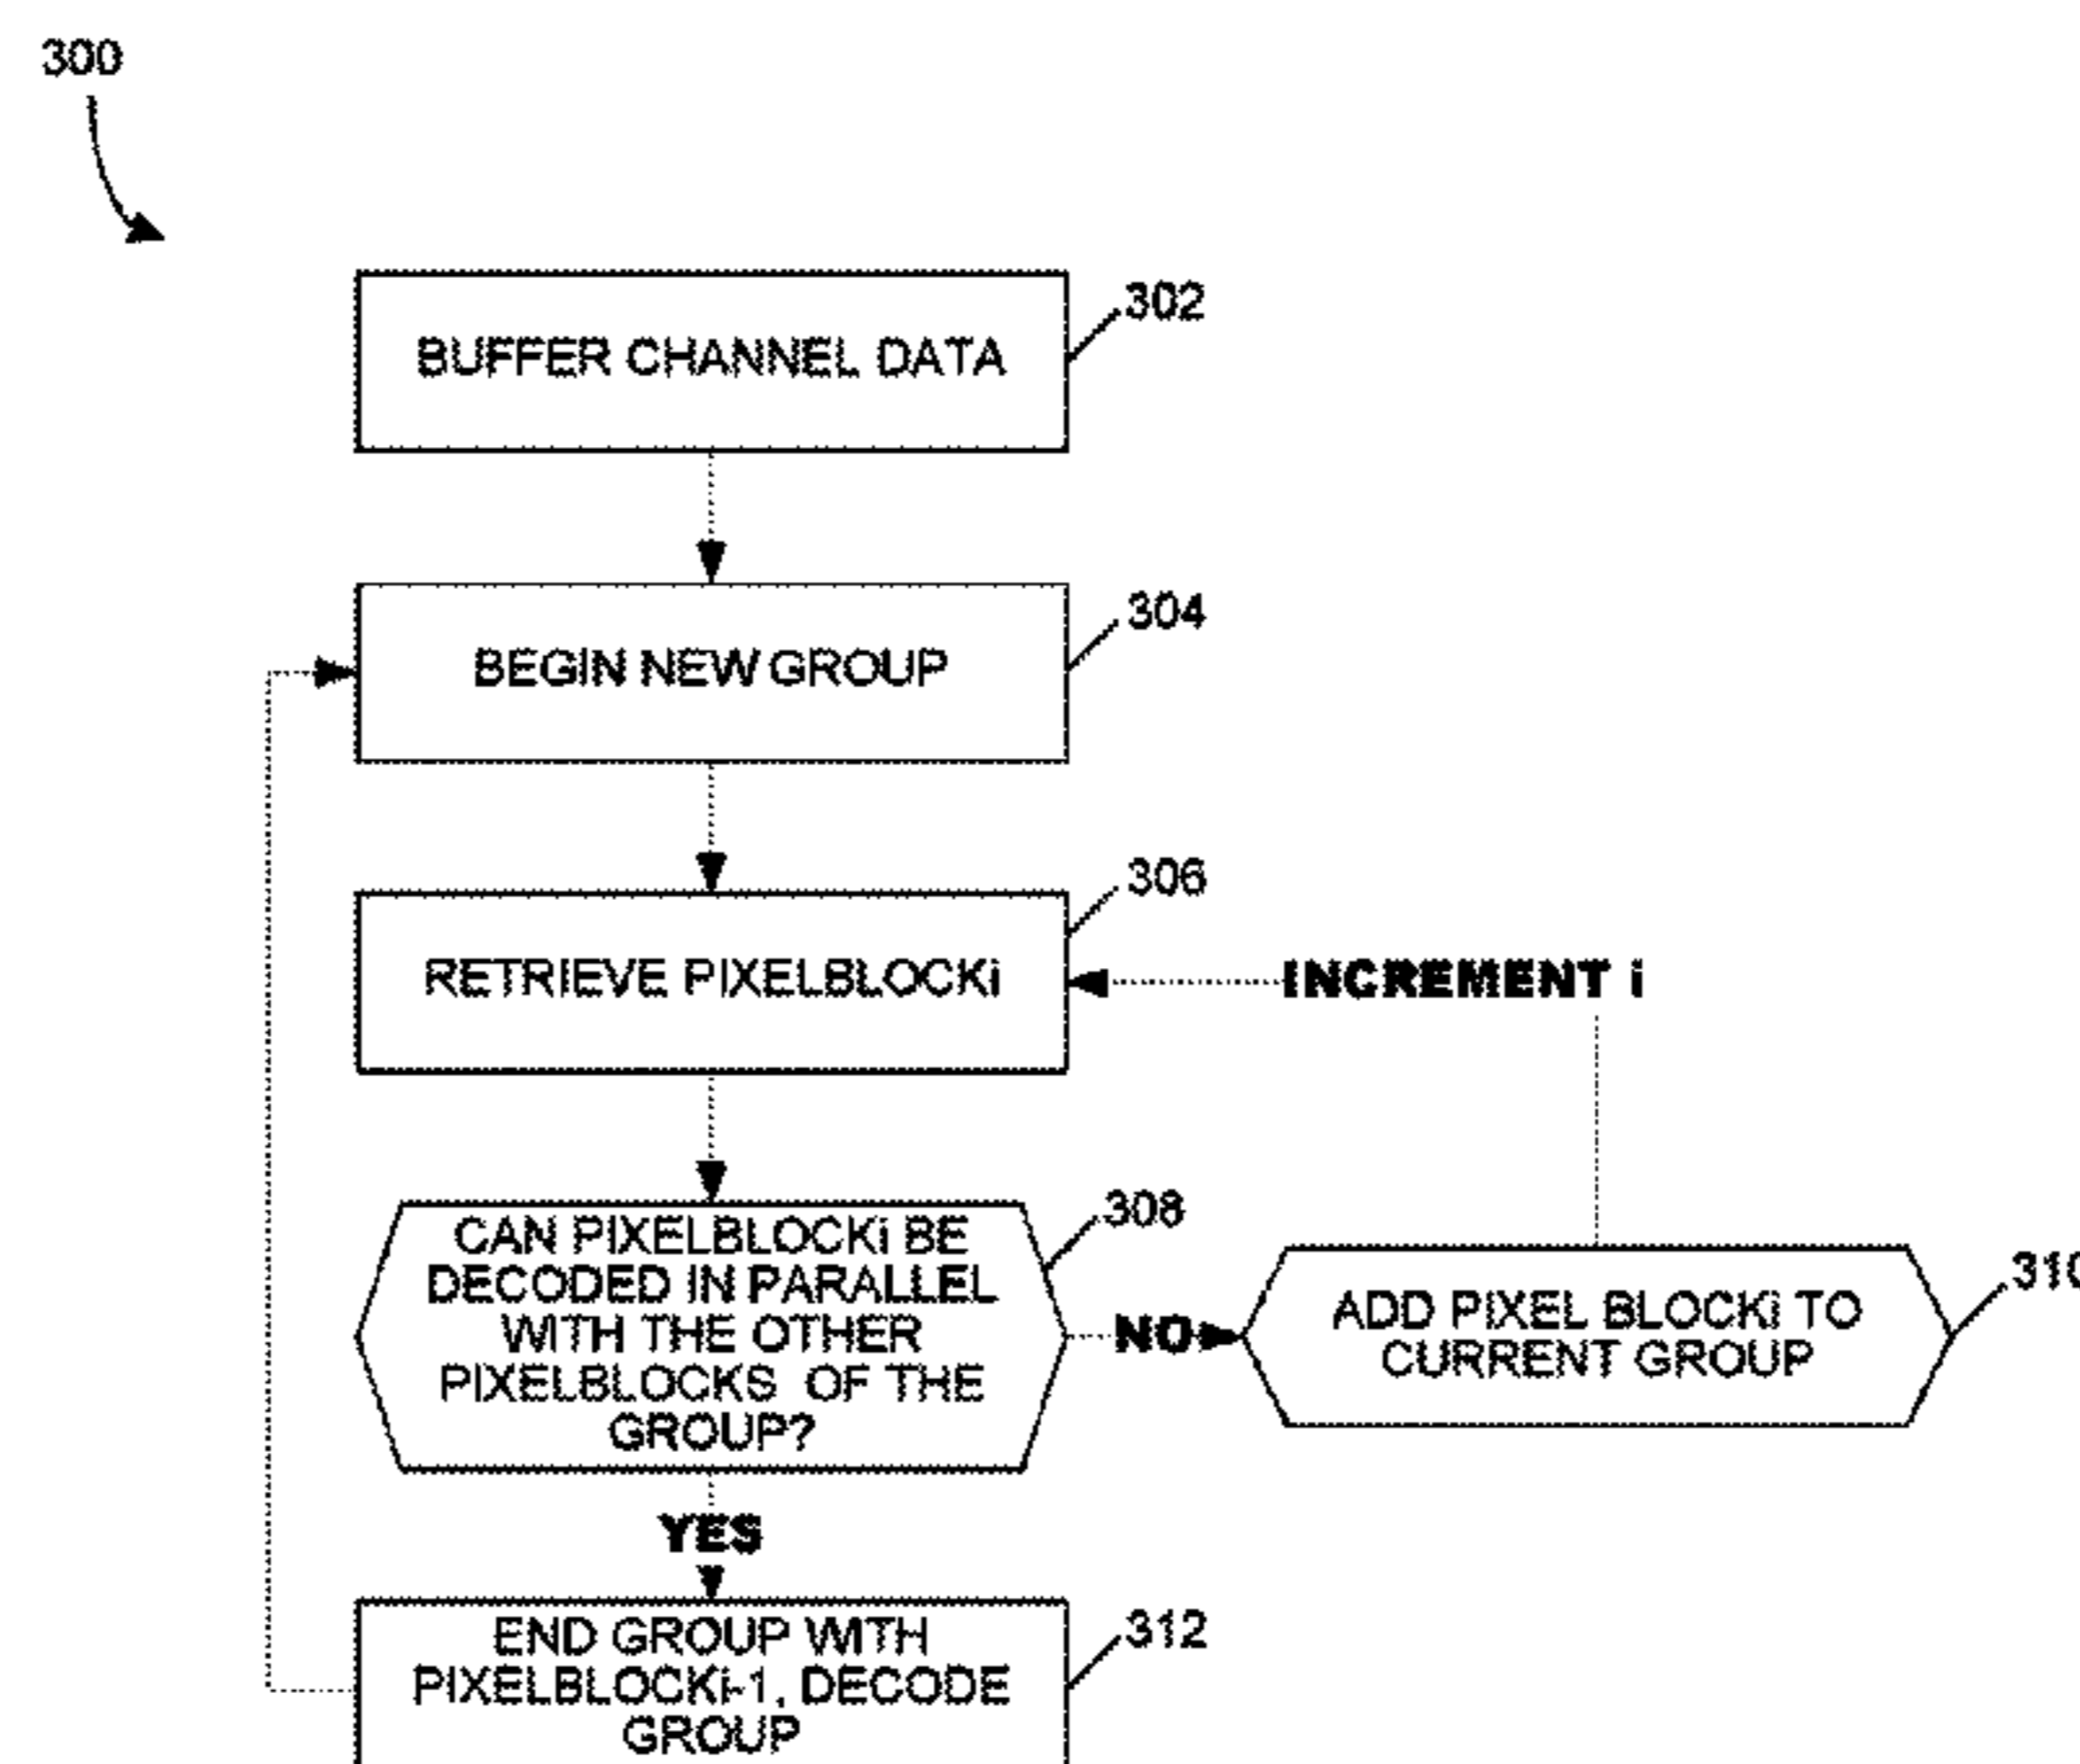 300
302
BUFFER CHANNEL DATA
304
BEGIN NEW GROUP
306
RETRIEVE PIXELBLOCKi
INCREMENT i
308
CAN PIXELBLOCKi BE
DECODED IN PARALLEL
WITH THE OTHER
PIXELBLOCKS OF THE
GROUP?
NO
310
ADD PIXEL BLOCKi TO
CURRENT GROUP
YES
312
END GROUP WITH
PIXELBLOCKi-1, DECODE
GROUP